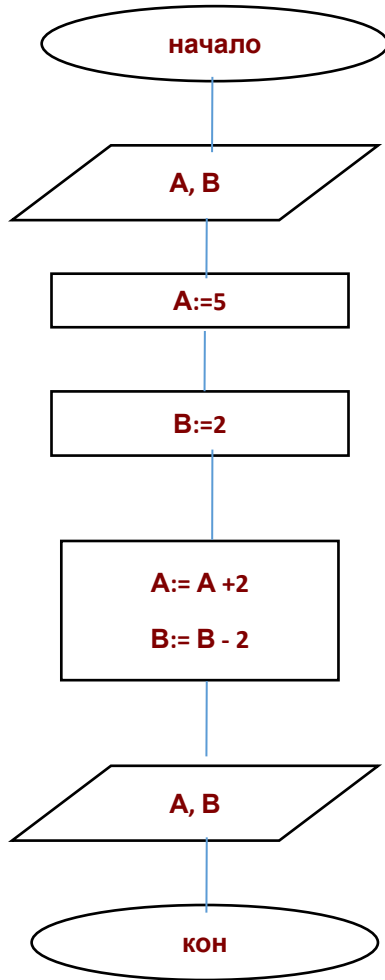 начало
А, В
А:=5
В:=2
А:= А +2
В:= В - 2
А, В
кон